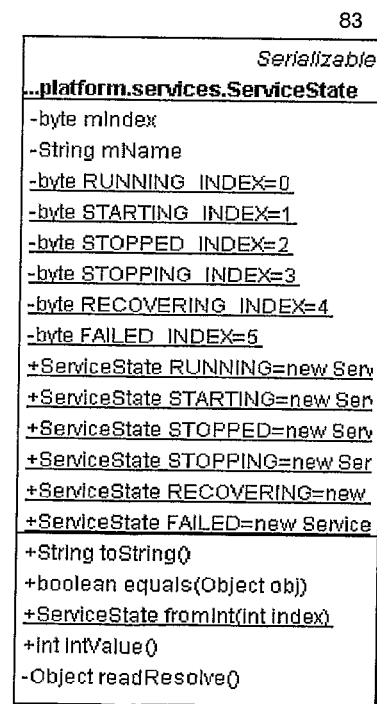 83
Serializable
...platform.services.ServiceState
-byte mIndex
-String mName
-byte RUNNING_INDEX=0
-byte STARTING_INDEX=1
-byte STOPPED_INDEX=2
-byte STOPPING_INDEX=3
-byte RECOVERING_INDEX=4
-byte FAILED_INDEX=5
+ServiceState RUNNING=new Serv
+ServiceState STARTING=new Ser
+ServiceState STOPPED=new Serv
+ServiceState STOPPING=new Ser
+ServiceState RECOVERING=new
+ServiceState FAILED=new Service
+String toString()
+boolean equals(Object obj)
+ServiceState fromInt(int index)
+int intValue()
-Object readResolve()